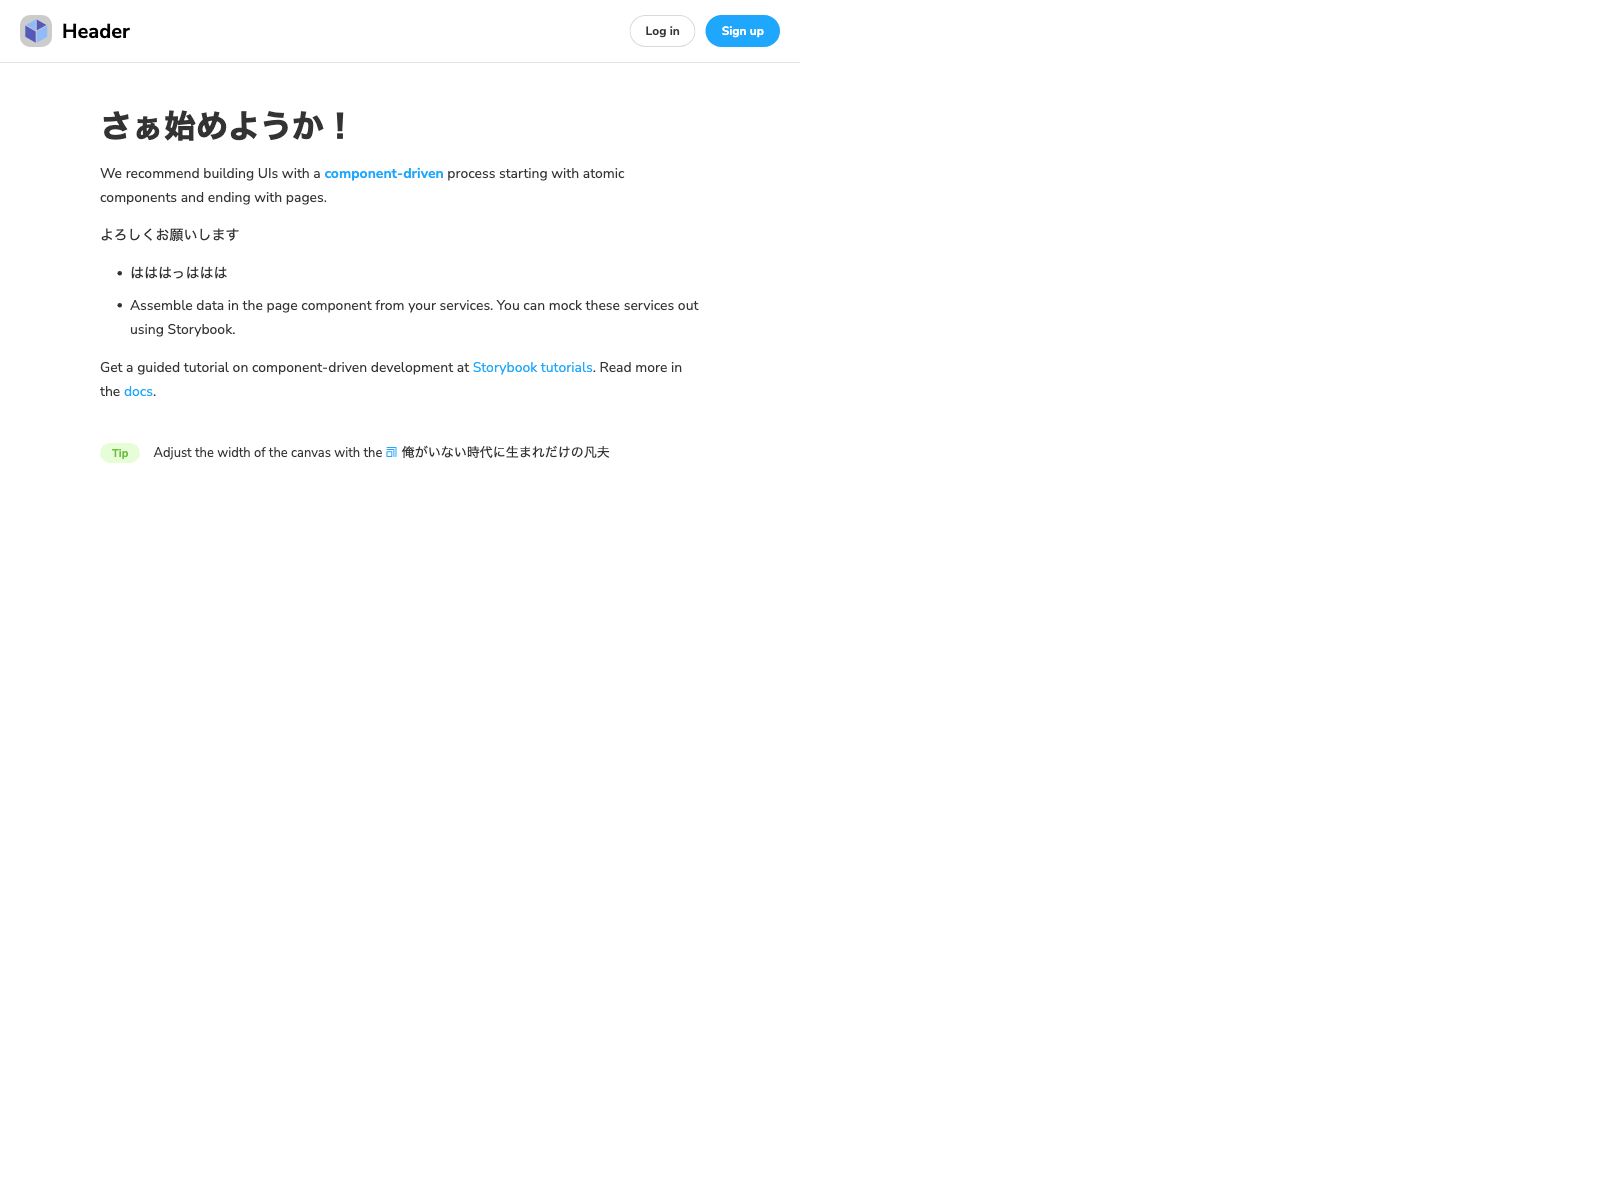 Header
Log in
Sign up
さぁ始めようか！
We recommend building UIs with a component-driven process starting with atomic
components and ending with pages.
よろしくお願いします
• はははっははは
• Assemble data in the page component from your services. You can mock these services out
using Storybook.
Get a guided tutorial on component-driven development at Storybook tutorials. Read more in
the docs.
Tip
Adjust the width of the canvas with the 俺がいない時代に生まれだけの凡夫